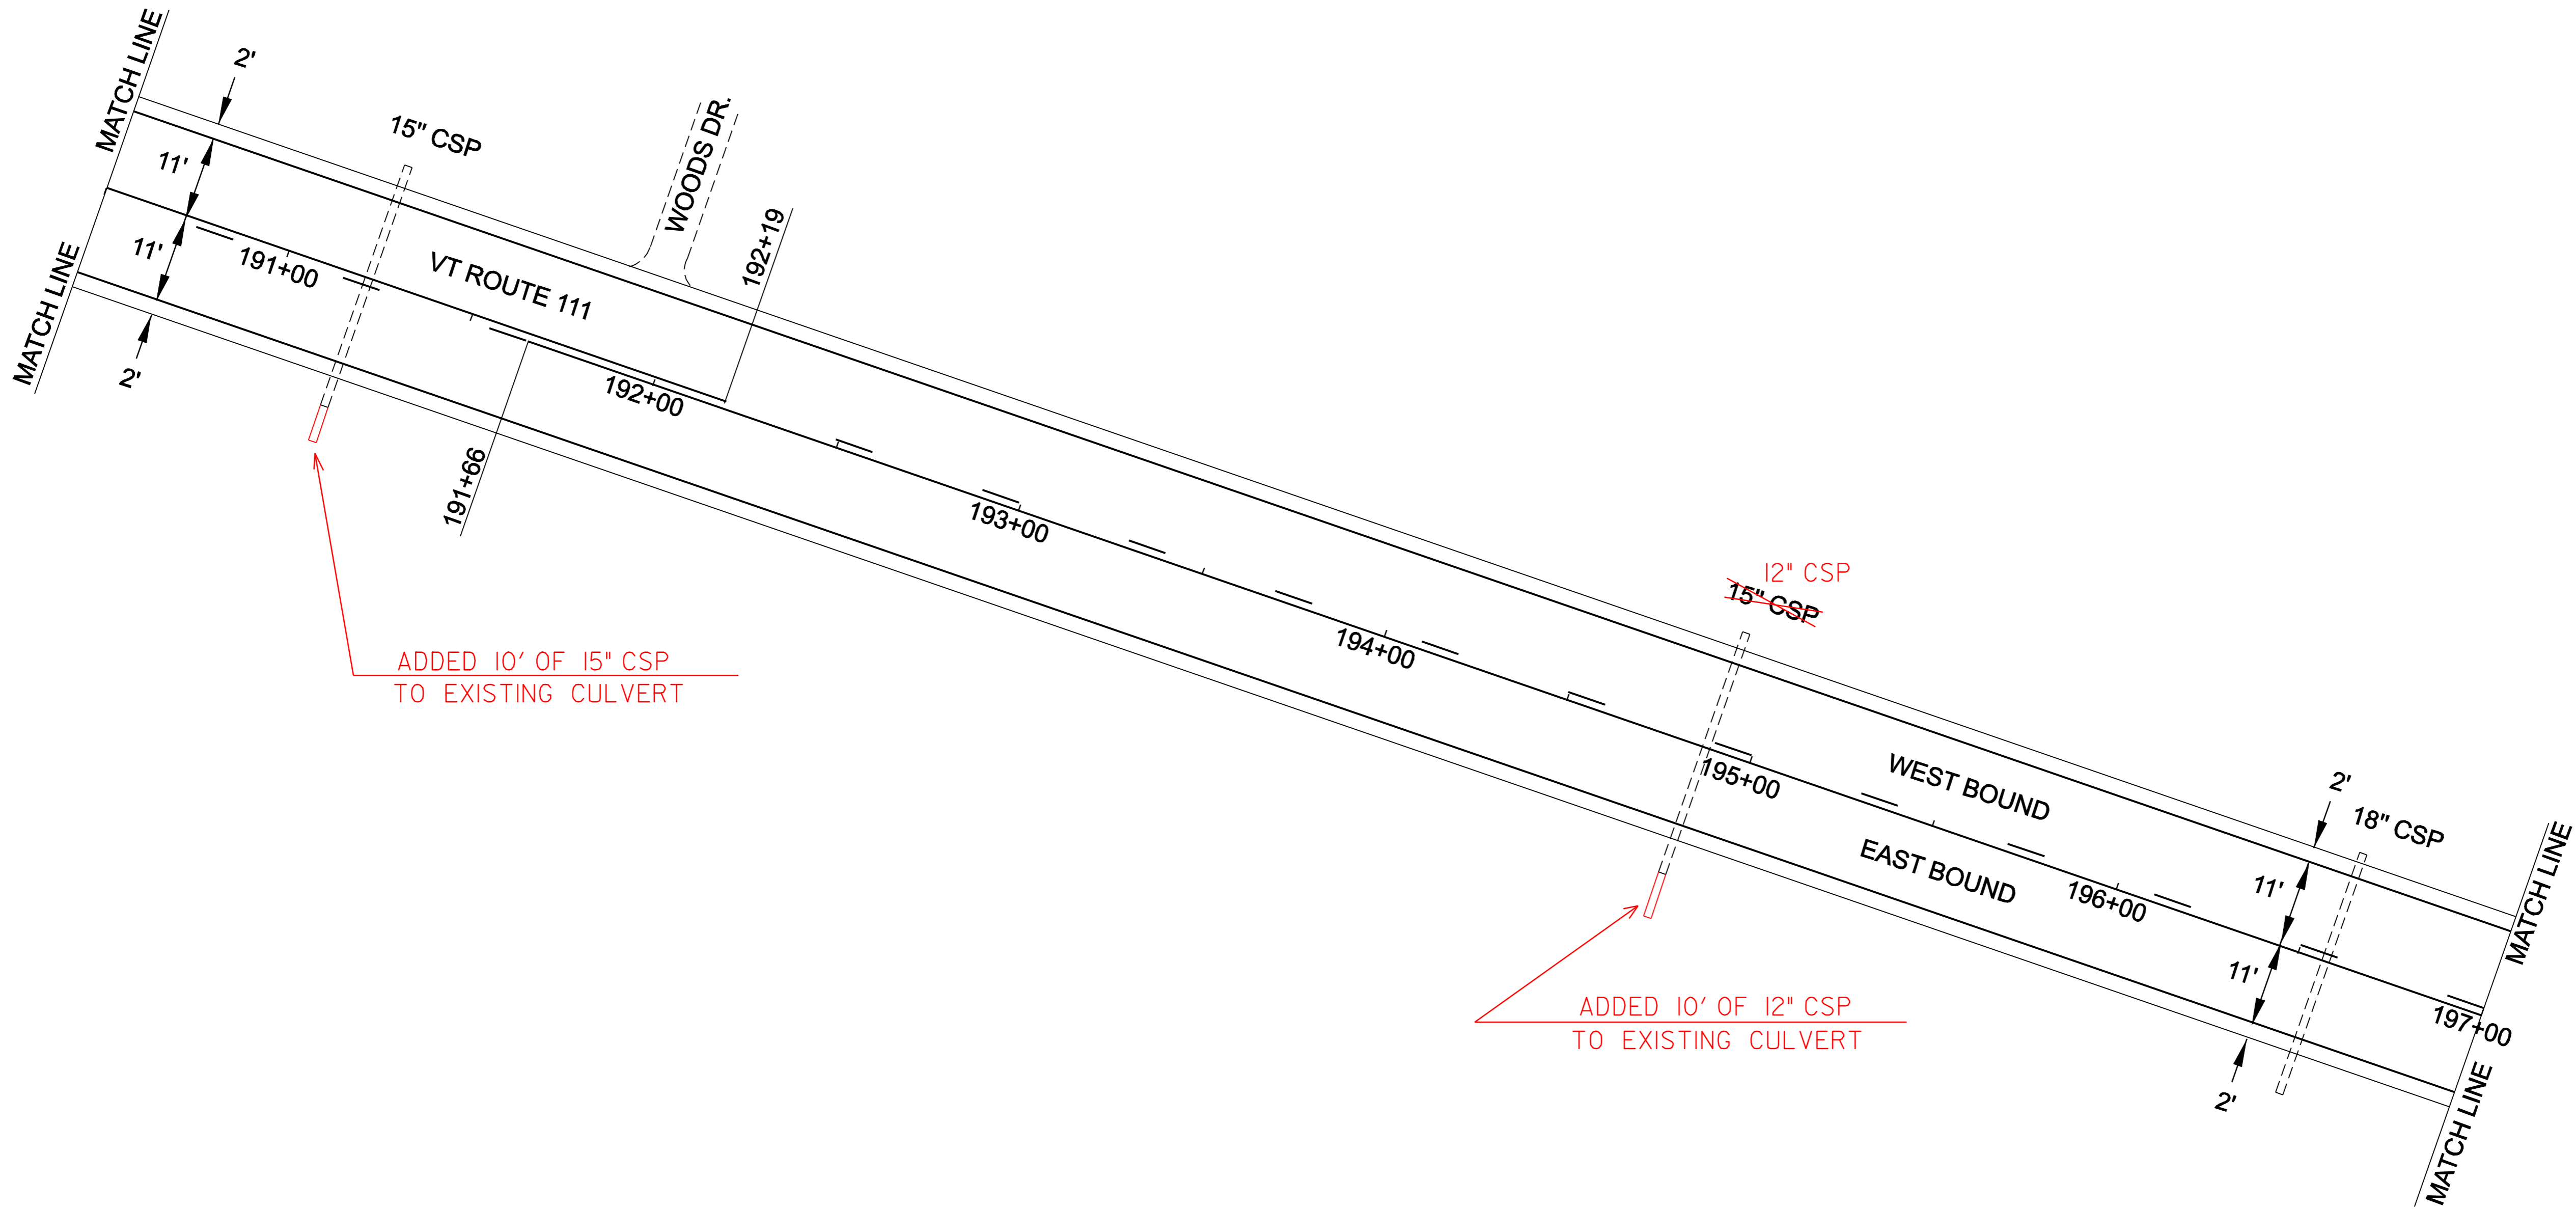 MATCH LINE
MATCH LINE
2'
11'
11'
2'
15" CSP
191+00
VT ROUTE 111
WOODS DR.
192+19
191+66
192+00
ADDED 10' OF 15" CSP
TO EXISTING CULVERT
193+00
194+00
12" CSP
15" CSP
195+00
ADDED 10' OF 12" CSP
TO EXISTING CULVERT
WEST BOUND
EAST BOUND
196+00
2'
18" CSP
11'
11'
2'
197+00
MATCH LINE
MATCH LINE